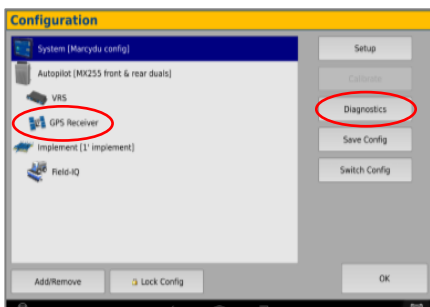 Configuration
System [Marcydu config]
Autopilot [MX255 front & rear duals]
VRS
GPS Receiver
Implement [1' implement]
Field-IQ
Setup
Calibrate
Diagnostics
Save Config
Switch Config
Add/Remove
Lock Config
OK